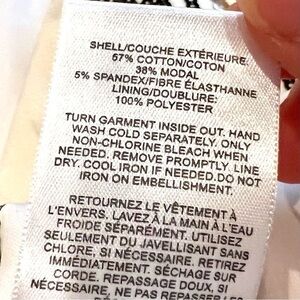 SHELL/COUCHE EXTÉRIEURE:
57% COTTON/COTON
38% MODAL
5% SPANDEX/FIBRE ÉLASTHANNE
LINING/DOUBLURE:
100% POLYESTER
TURN GARMENT INSIDE OUT. HAND
WASH COLD SEPARATELY. ONLY
NON-CHLORINE BLEACH WHEN
NEEDED. REMOVE PROMPTLY. LINE
DRY. COOL IRON IF NEEDED.DO NOT
IRON ON EMBELLISHMENT.
RETOURNEZ LE VÊTEMENT À
L'ENVERS. LAVEZ À LA MAIN À L'EAU
FROIDE SÉPARÉMENT. UTILISEZ
SEULEMENT DU JAVELLISANT SANS
CHLORE, SI NÉCESSAIRE. RETIREZ
IMMÉDIATEMENT. SÉCHAGE SUR
CORDE. REPASSAGE DOUX, SI
NÉCESSAIRE. NE PAS REPASSER